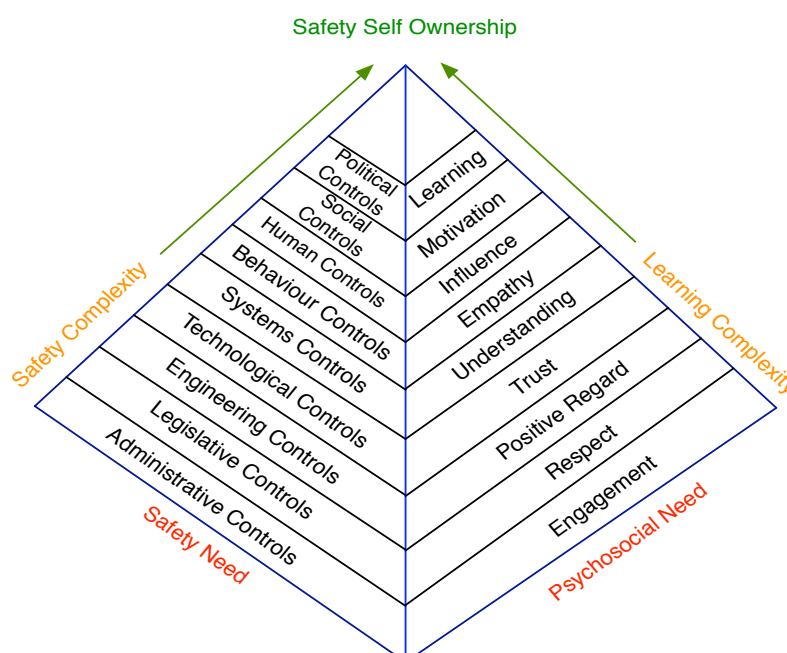 Safety Self Ownership
Political
Controls
Social
Controls
Human Controls
Behaviour Controls
Systems Controls
Technological Controls
Engineering Controls
Legislative Controls
Administrative Controls
Learning
Motivation
Influence
Empathy
Understanding
Trust
Positive Regard
Respect
Engagement
Safety Complexity
Learning Complexity
Safety Need
Psychosocial Need